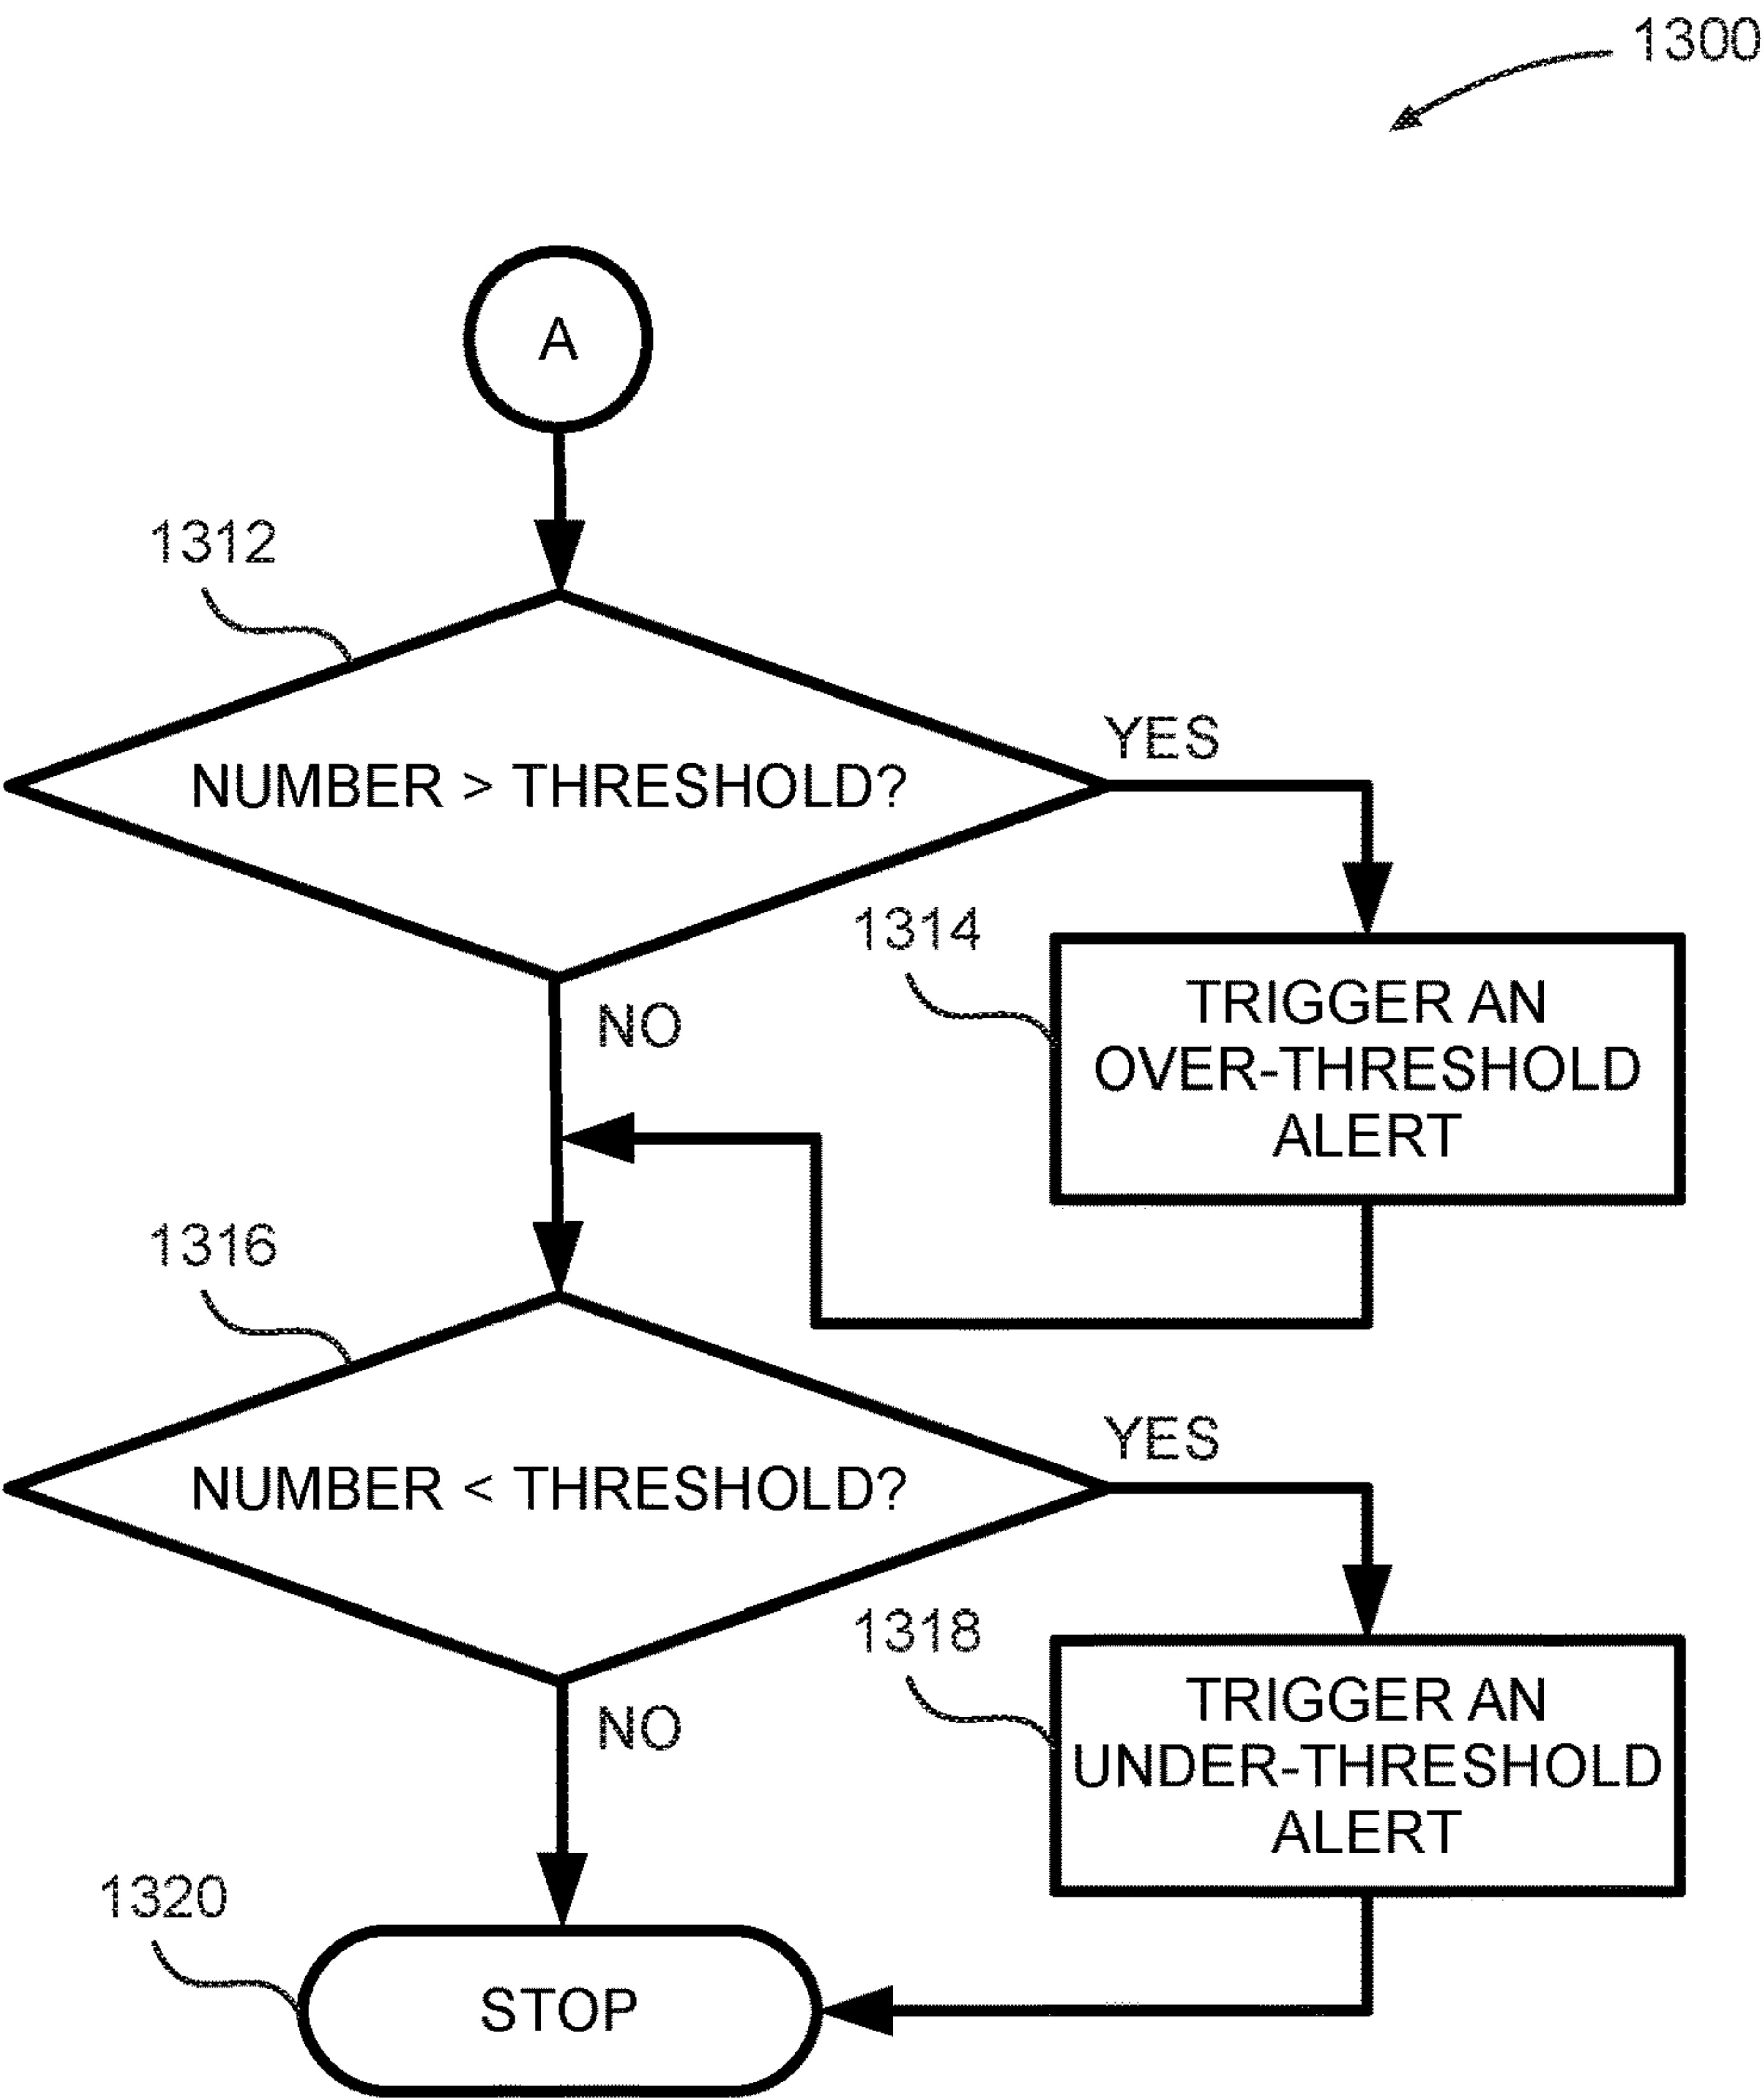 1300
A
1312
NUMBER > THRESHOLD?
YES
1314
TRIGGER AN
OVER-THRESHOLD
ALERT
NO
1316
NUMBER < THRESHOLD?
YES
1318
TRIGGER AN
UNDER-THRESHOLD
ALERT
NO
1320
STOP